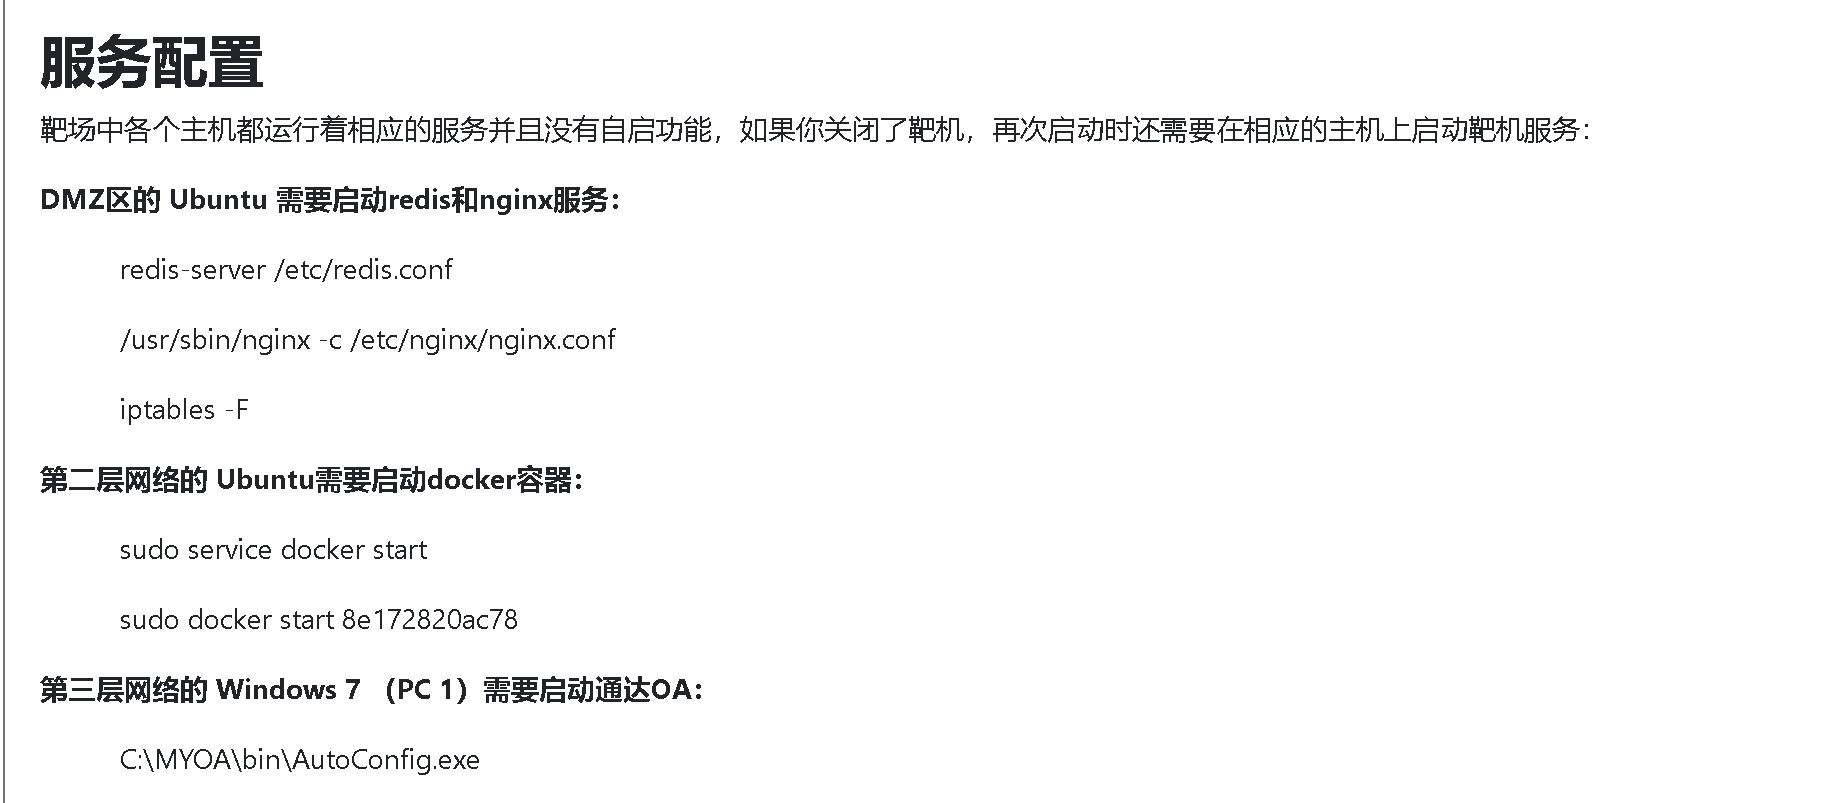 服务配置
靶场中各个主机都运行着相应的服务并且没有自启功能，如果你关闭了靶机，再次启动时还需要在相应的主机上启动靶机服务：
DMZ区的 Ubuntu 需要启动redis和nginx服务：
redis-server /etc/redis.conf
/usr/sbin/nginx -c /etc/nginx/nginx.conf
iptables -F
第二层网络的 Ubuntu需要启动docker容器：
sudo service docker start
sudo docker start 8e172820ac78
第三层网络的 Windows 7 （PC 1）需要启动通达OA：
C:\MYOA\bin\AutoConfig.exe